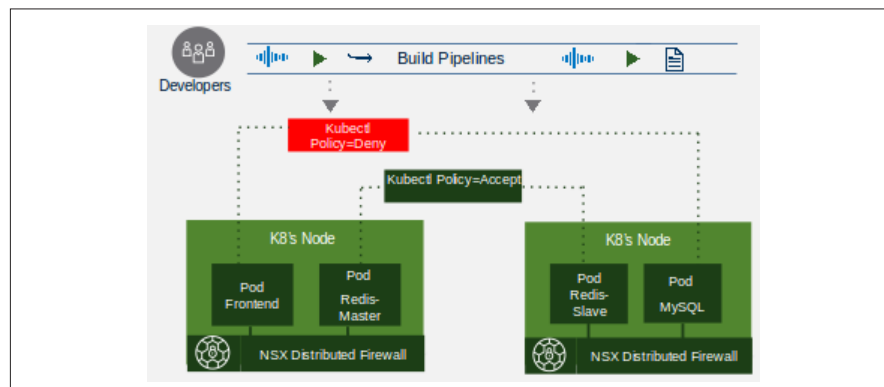 Build Pipelines
Developers
Kubectl
Policy=Deny
Kubectl Policy=Accept
K8's Node
Pod
Frontend
Pod
Redis-
Master
NSX Distributed Firewall
K8's Node
Pod
Redis-
Slave
Pod
MySQL
NSX Distributed Firewall